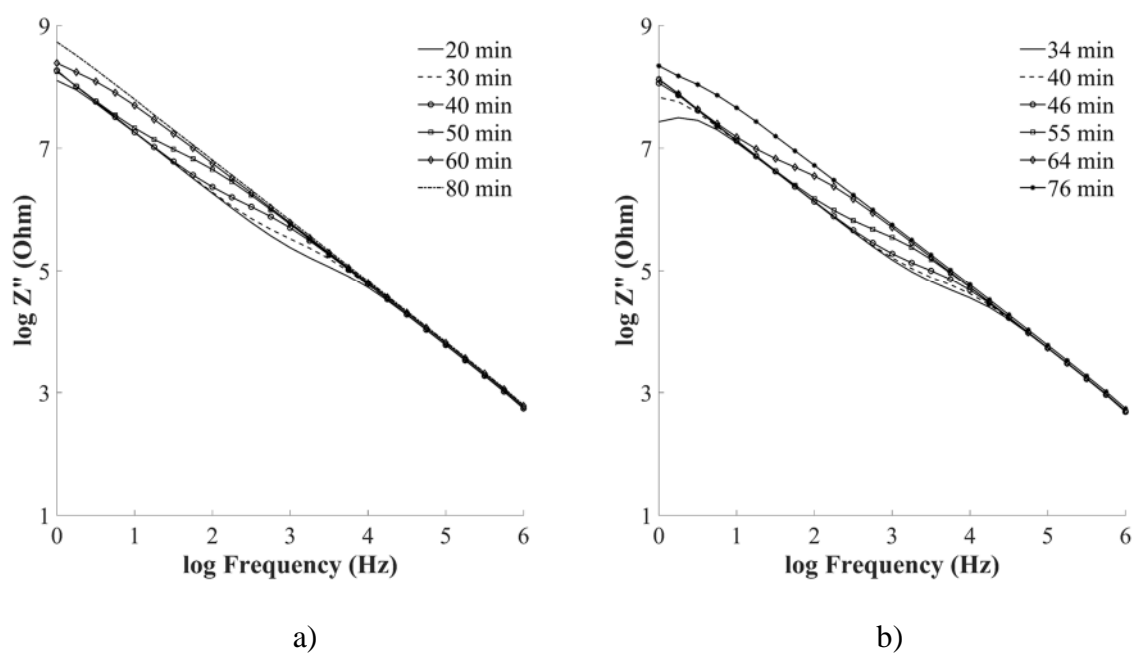 9
7
5
3
1
0 1 2 3 4 5 6
log Z" (Ohm)
log Frequency (Hz)
20 min
30 min
40 min
50 min
60 min
80 min
a)
9
7
5
3
1
0 1 2 3 4 5 6
log Z" (Ohm)
log Frequency (Hz)
34 min
40 min
46 min
55 min
64 min
76 min
b)